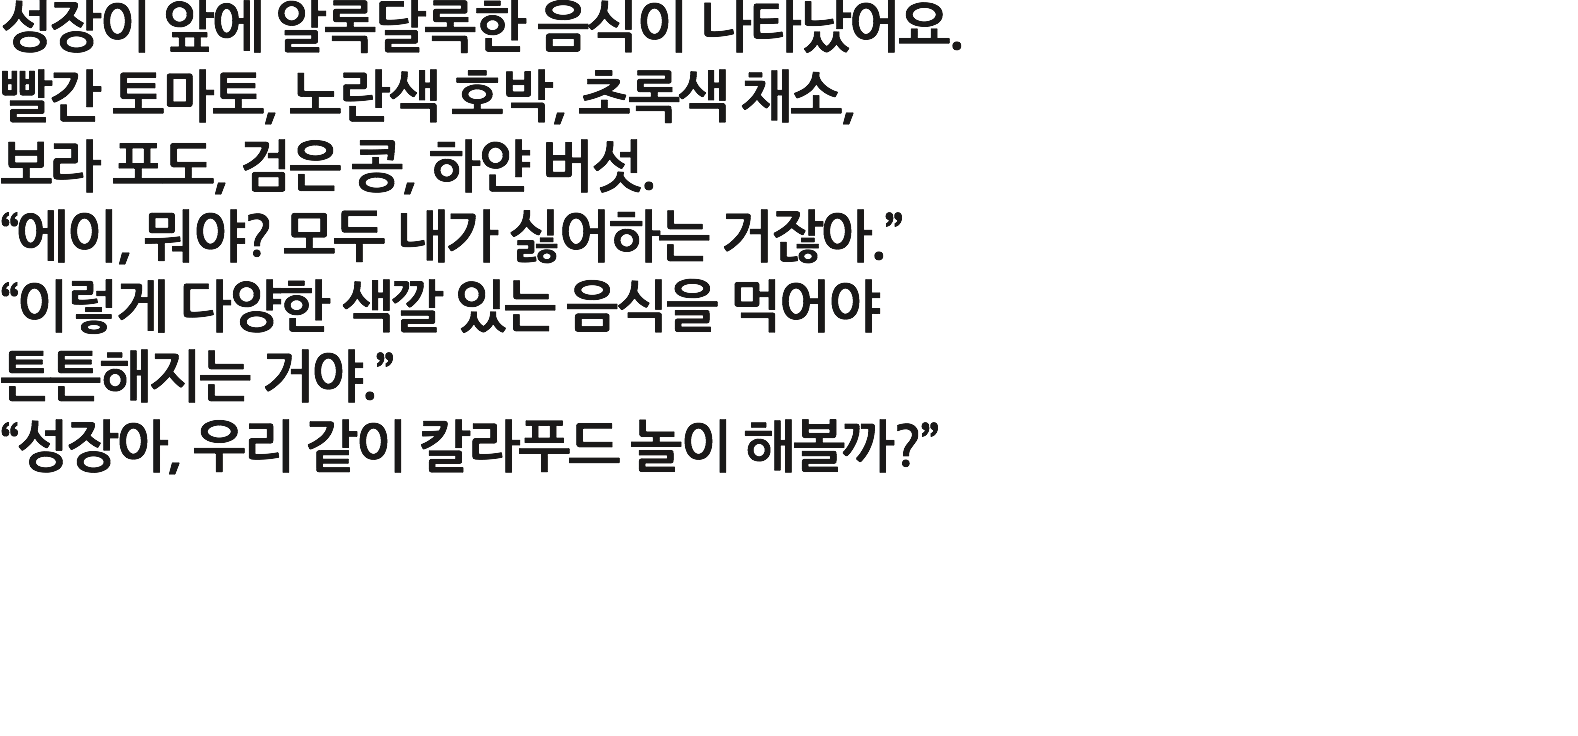 성장이 앞에 알록달록한 음식이 나타났어요.
빨간 토마토, 노란색 호박, 초록색 채소,
보라 포도, 검은 콩, 하얀 버섯.
“에이, 뭐야? 모두 내가 싫어하는 거잖아.”
“이렇게 다양한 색깔 있는 음식을 먹어야
튼튼해지는 거야.”
“성장아, 우리 같이 칼라푸드 놀이 해볼까?”